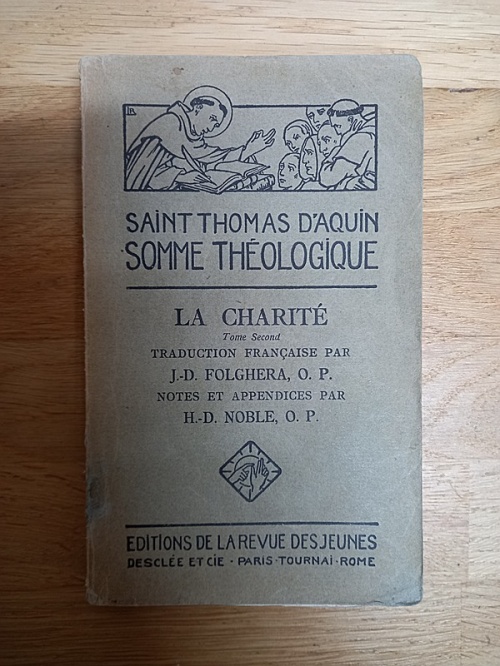 SAINT THOMAS D'AQUIN
SOMME THÉOLOGIQUE
LA CHARITÉ
Tome Second
TRADUCTION FRANÇAISE PAR
J.-D. FOLGHERA, O. P.
NOTES ET APPENDICES PAR
H.-D. NOBLE, O. P.
EDITIONS DE LA REVUE DES JEUNES
DESCLÉE ET CIE · PARIS · TOURNAI · ROME